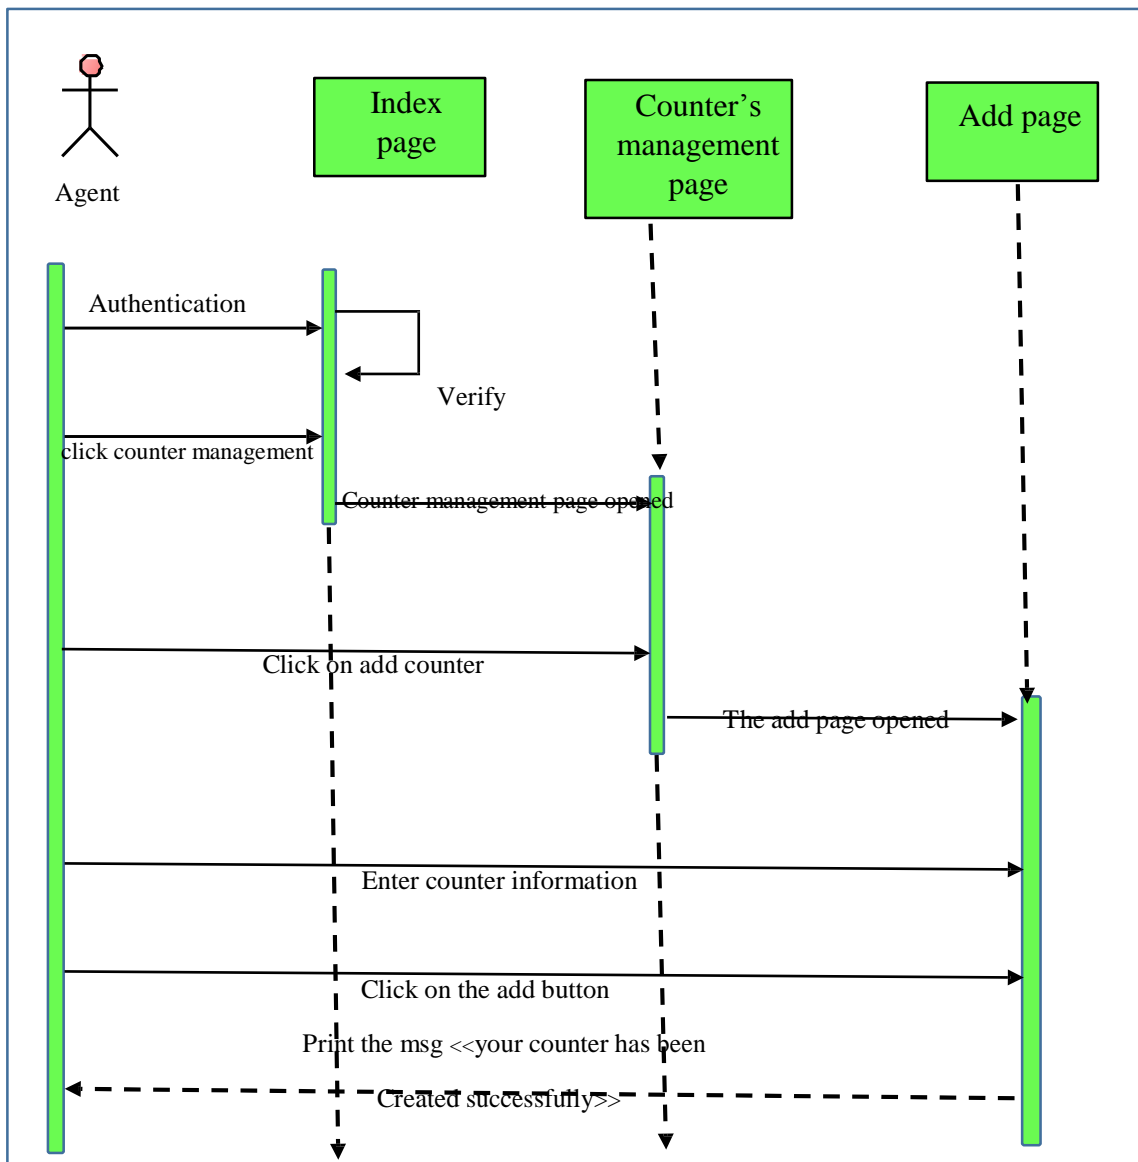 Index
page
Counter’s
management
page
Add page
Agent
Authentication
Verify
click counter management
Counter management page opened
Click on add counter
The add page opened
Enter counter information
Click on the add button
Print the msg <<your counter has been
Created successfully>>